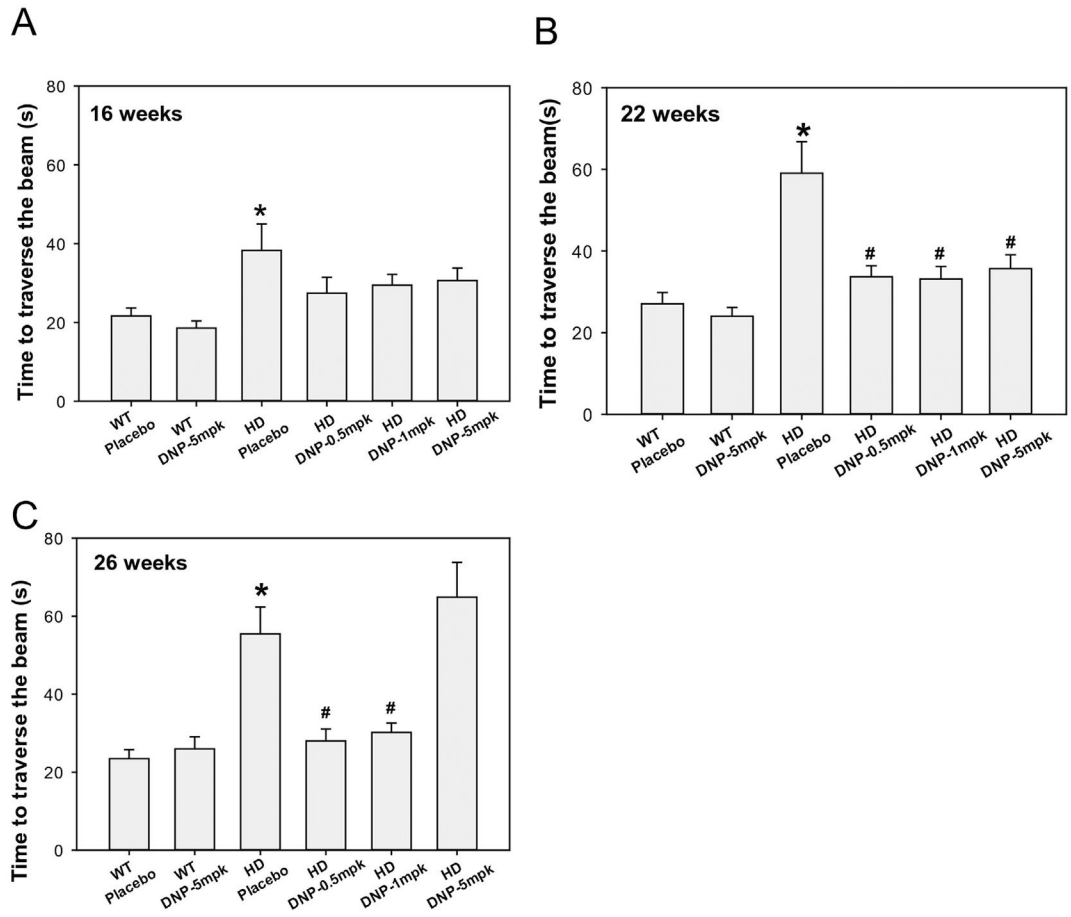 A
Time to traverse the beam (s)
80
60
40
20
0
16 weeks
*
WT
Placebo
WT
DNP-5mpk
HD
Placebo
HD
DNP-0.5mpk
HD
DNP-1mpk
HD
DNP-5mpk
B
Time to traverse the beam(s)
80
60
40
20
0
22 weeks
*
#
#
#
WT
Placebo
WT
DNP-5mpk
HD
Placebo
HD
DNP-0.5mpk
HD
DNP-1mpk
HD
DNP-5mpk
C
Time to traverse the beam (s)
80
60
40
20
0
26 weeks
*
#
#
WT
Placebo
WT
DNP-5mpk
HD
Placebo
HD
DNP-0.5mpk
HD
DNP-1mpk
HD
DNP-5mpk